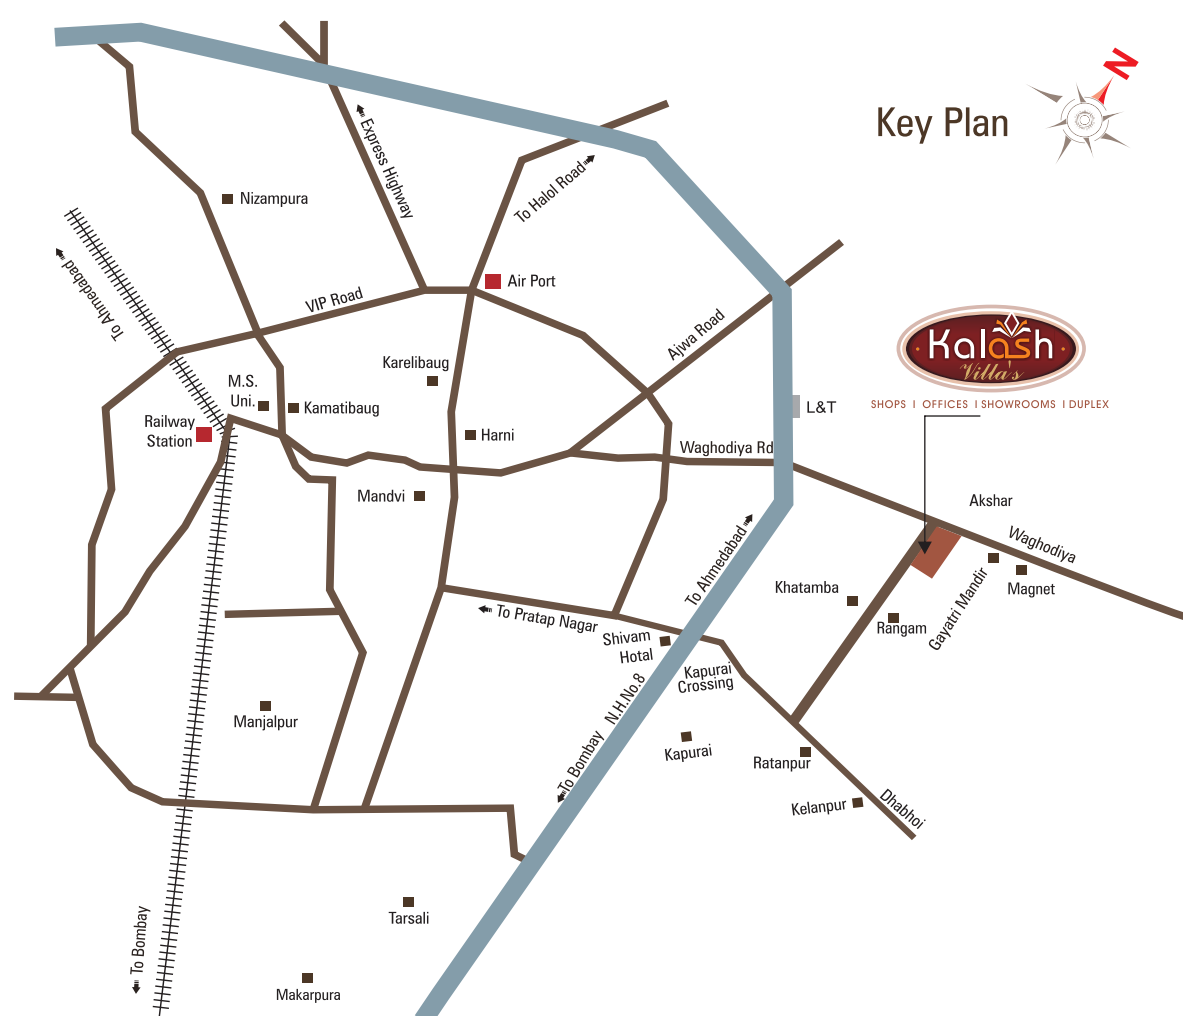 N
Key Plan
Express Highway
To Halol Road
Nizampura
To Ahmedabad
Air Port
VIP Road
Ajwa Road
Kalash
Villa's
SHOPS I OFFICES I SHOWROOMS I DUPLEX
Karelibaug
M.S.
Uni.
Kamatibaug
L&T
Railway
Station
Harni
Waghodiya Rd
Mandvi
Akshar
Waghodiya
To Ahmedabad
Khatamba
Magnet
Gayatri Mandir
Rangam
To Pratap Nagar
Shivam
Hotal
Kapurai
Crossing
N.H.No.8
Manjalpur
Kapurai
Ratanpur
To Bombay
Kelanpur
Dhabhoi
Tarsali
To Bombay
Makarpura